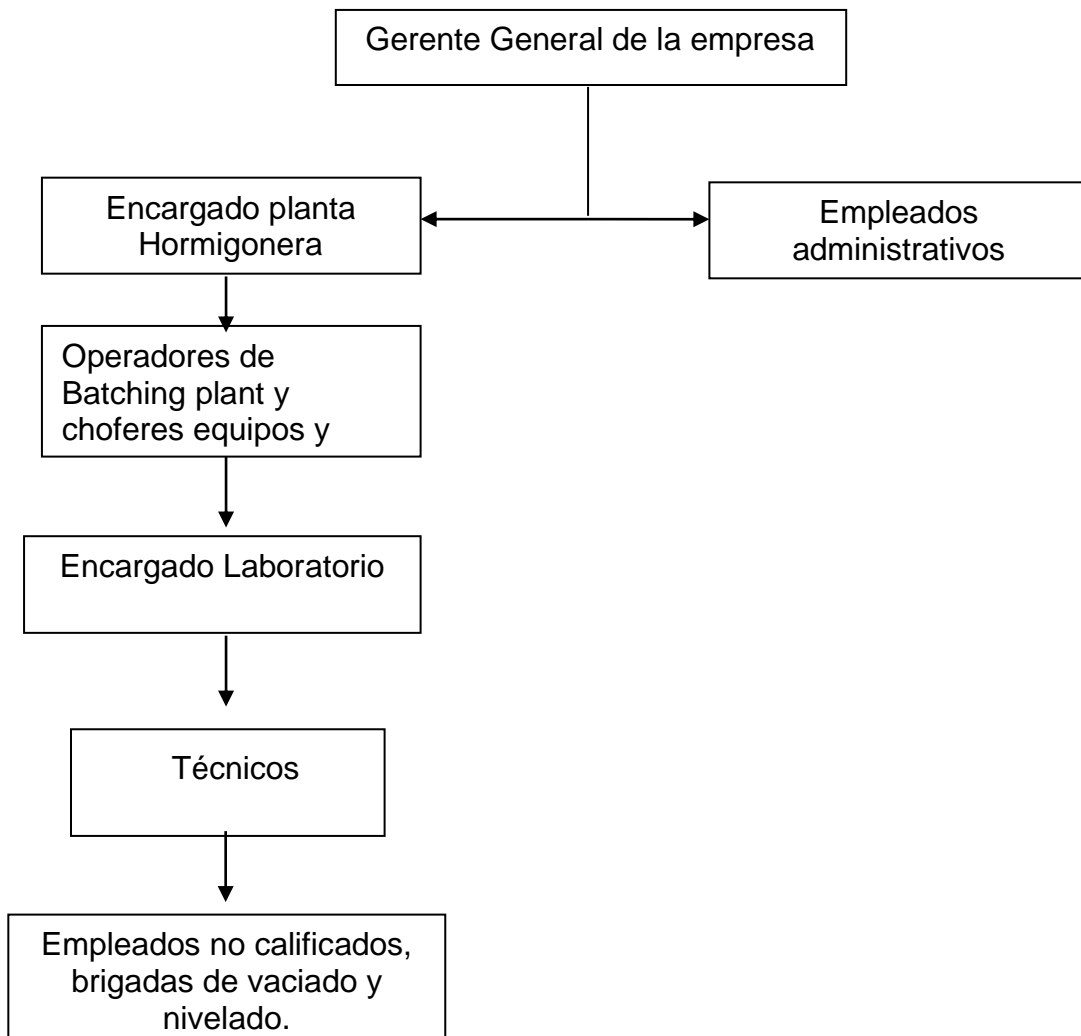 Gerente General de la empresa
Encargado planta
Hormigonera
Empleados
administrativos
Operadores de
Batching plant y
choferes equipos y
Encargado Laboratorio
Técnicos
Empleados no calificados,
brigadas de vaciado y
nivelado.